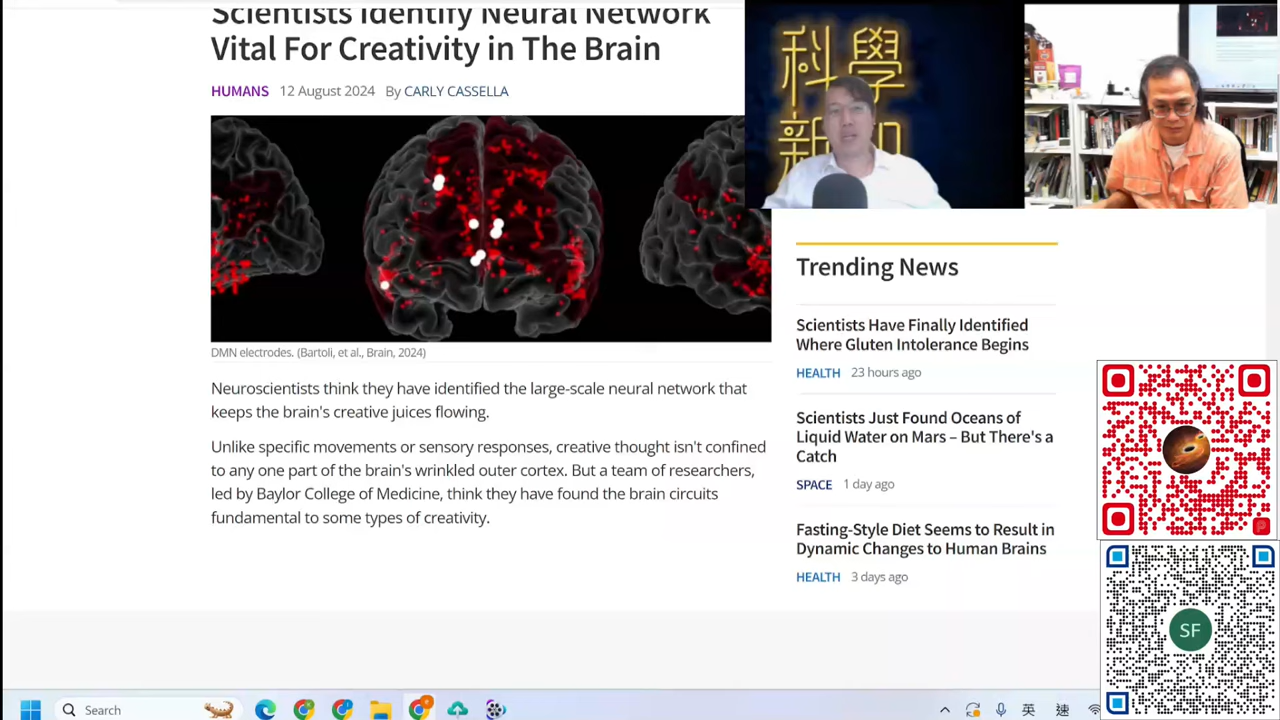 Scientists Identify Neural Network
Vital For Creativity in The Brain
HUMANS 12 August 2024 By CARLY CASSELLA
科學
新知
DMN electrodes. (Bartoli, et al., Brain, 2024)
Neuroscientists think they have identified the large-scale neural network that
keeps the brain's creative juices flowing.
Unlike specific movements or sensory responses, creative thought isn't confined
to any one part of the brain's wrinkled outer cortex. But a team of researchers,
led by Baylor College of Medicine, think they have found the brain circuits
fundamental to some types of creativity.
Trending News
Scientists Have Finally Identified
Where Gluten Intolerance Begins
HEALTH 23 hours ago
Scientists Just Found Oceans of
Liquid Water on Mars – But There's a
Catch
SPACE 1 day ago
Fasting-Style Diet Seems to Result in
Dynamic Changes to Human Brains
HEALTH 3 days ago
SF
Search
英 速